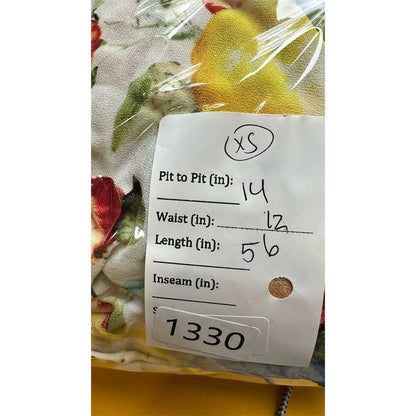 XS
Pit to Pit (in): 14
Waist (in): 12
Length (in): 56
Inseam (in):
S
1330